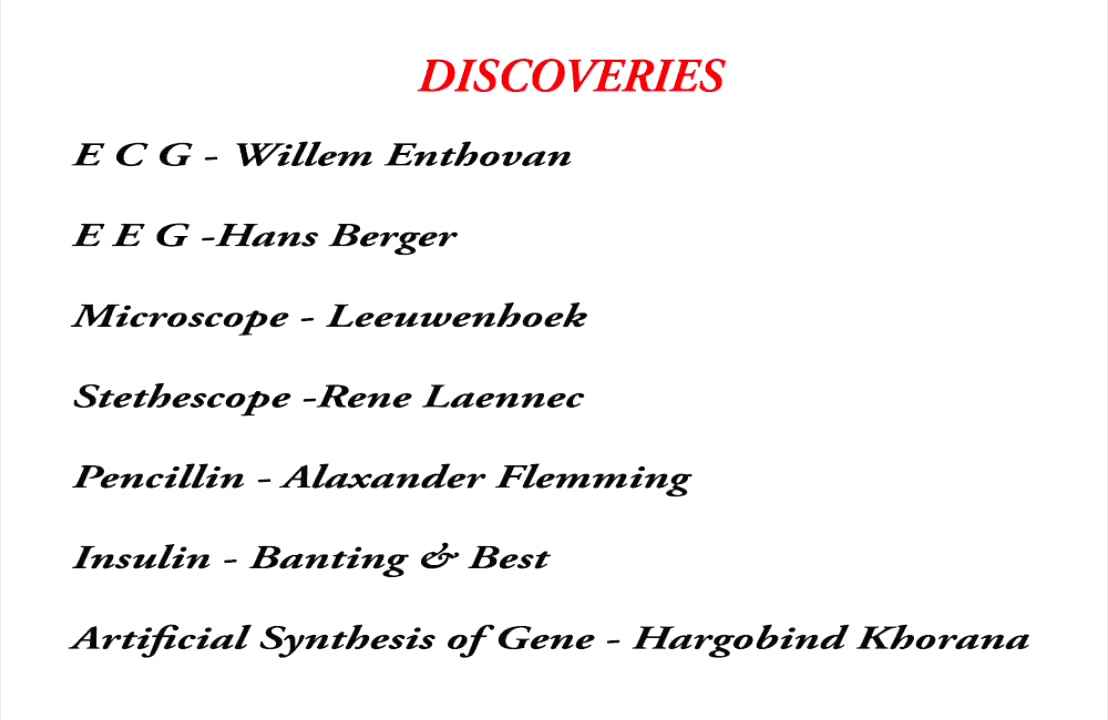 DISCOVERIES
E C G - Willem Enthovan
E E G -Hans Berger
Microscope - Leeuwenhoek
Stethescope -Rene Laennec
Pencillin - Alaxander Flemming
Insulin - Banting & Best
Artificial Synthesis of Gene - Hargobind Khorana